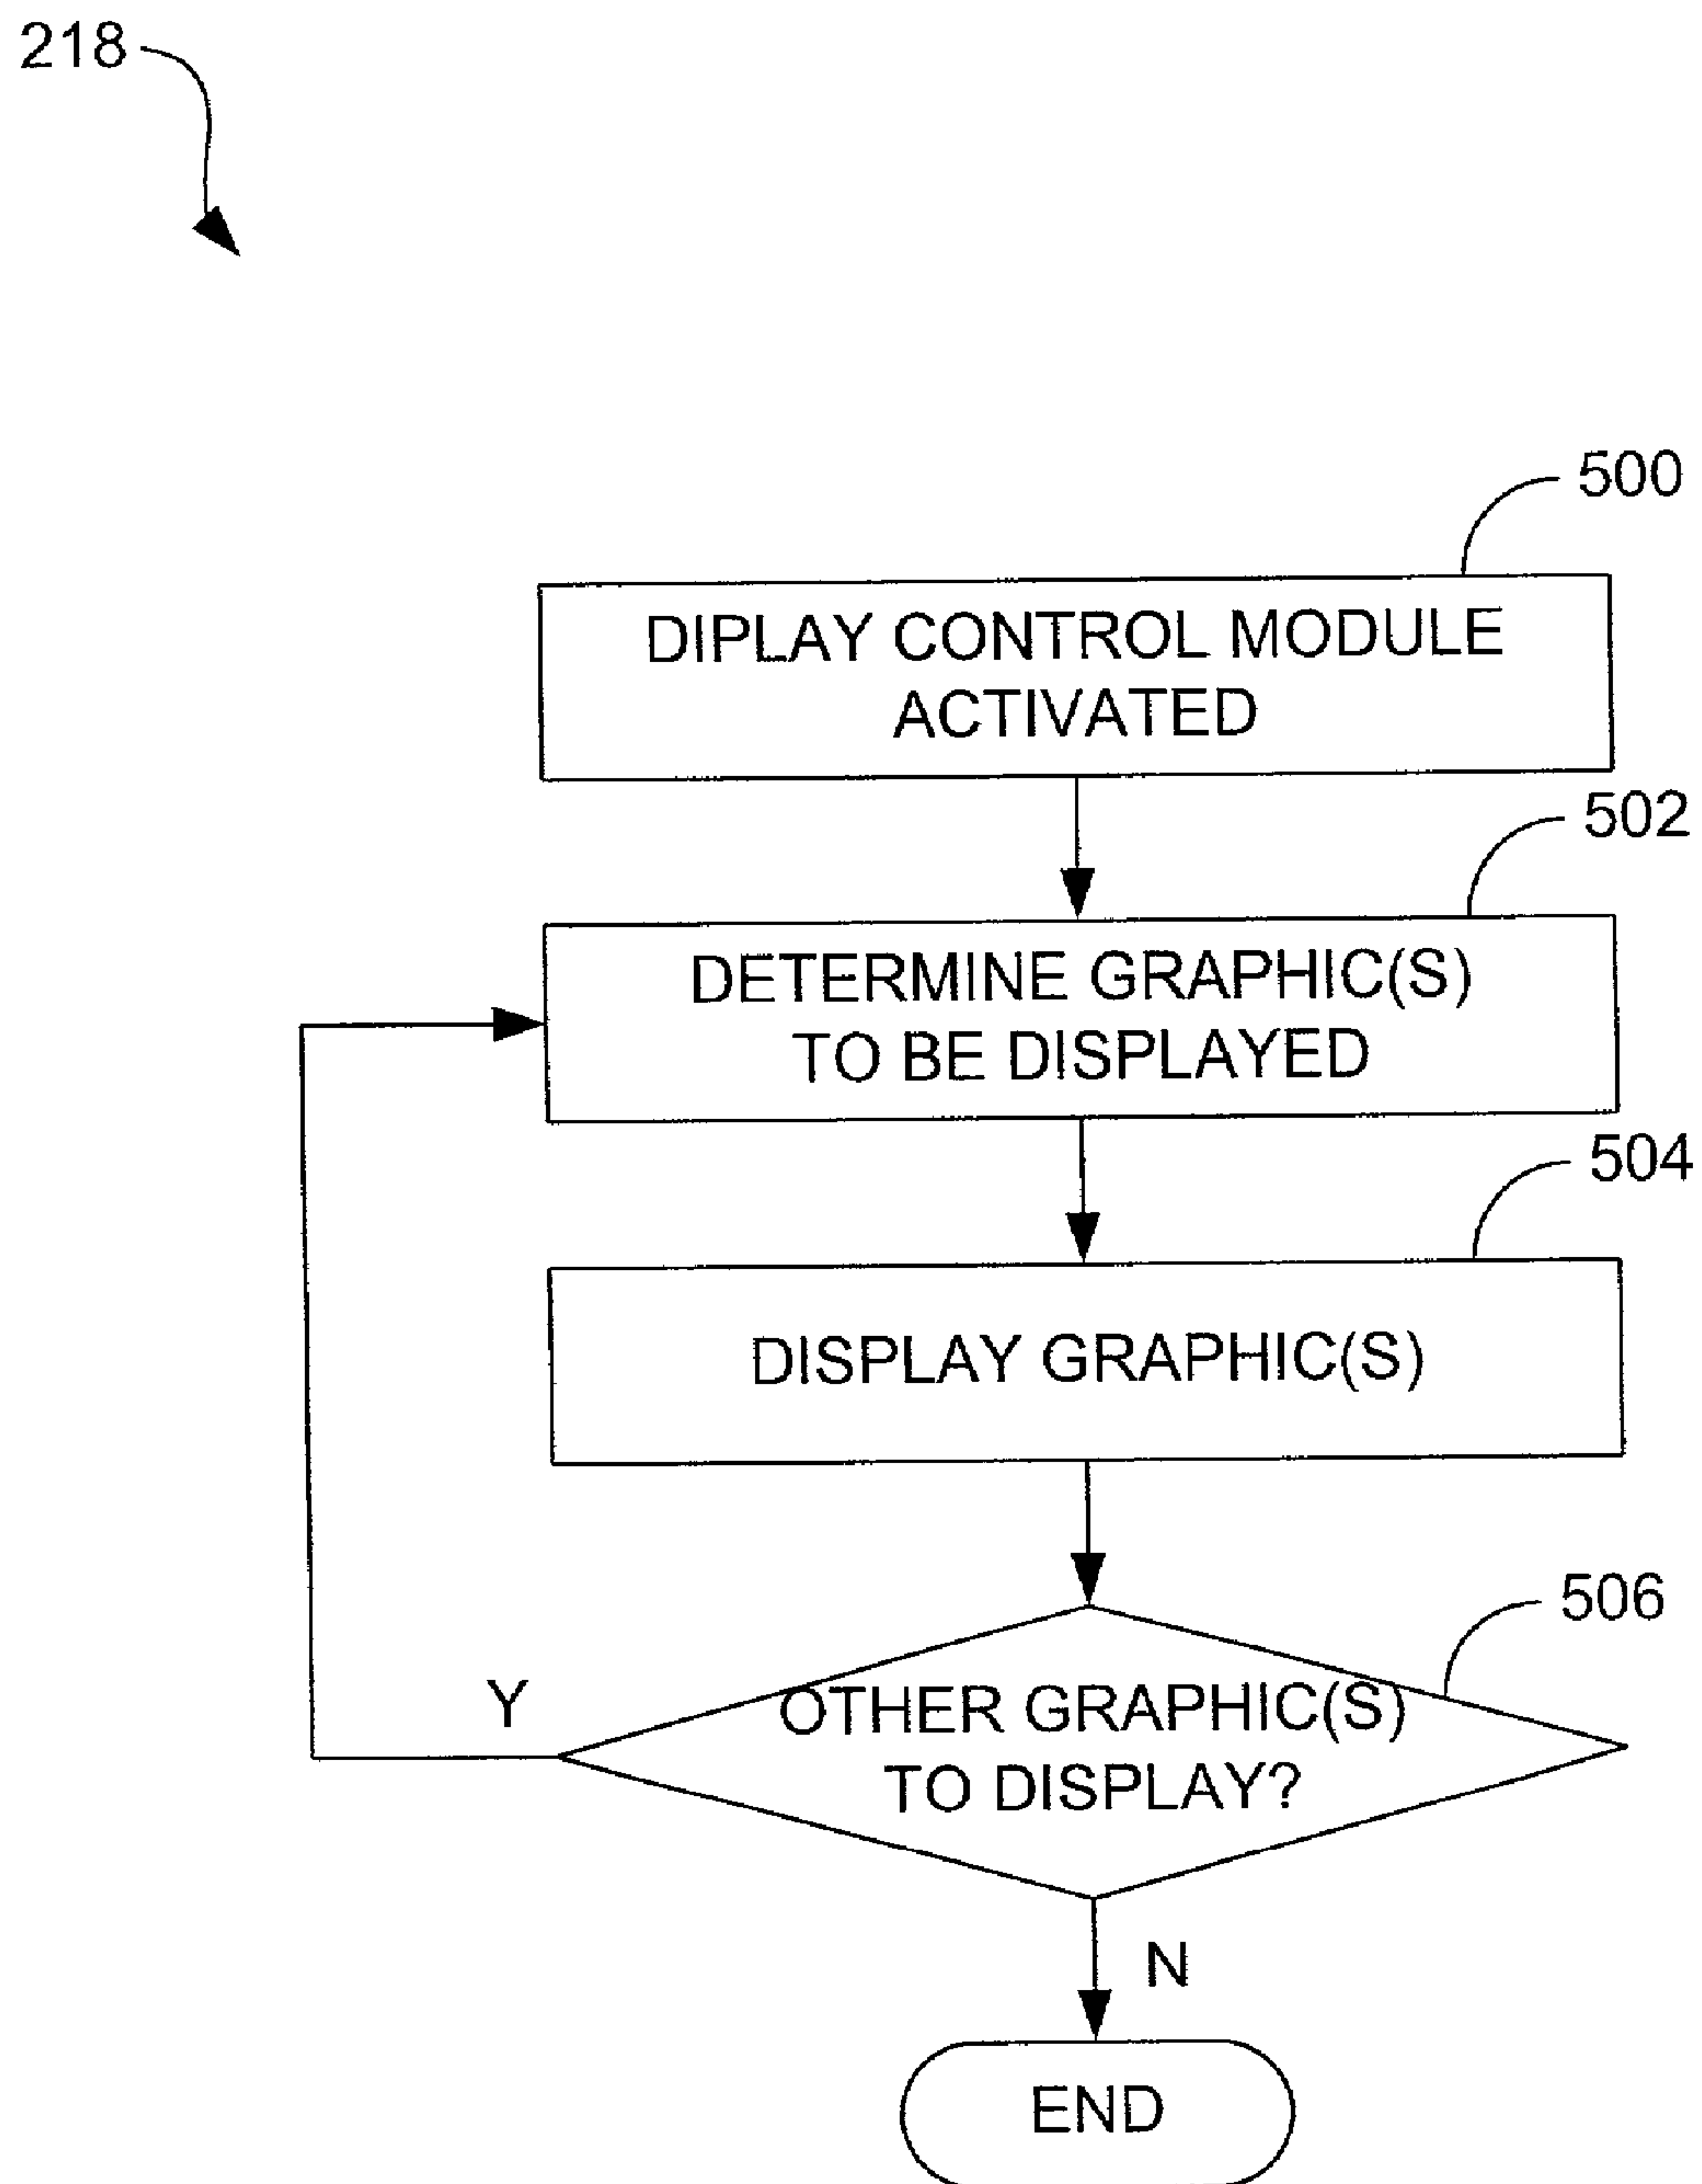 218
500
DIPLAY CONTROL MODULE
ACTIVATED
502
DETERMINE GRAPHIC(S)
TO BE DISPLAYED
504
DISPLAY GRAPHIC(S)
506
Y
OTHER GRAPHIC(S)
TO DISPLAY?
N
END